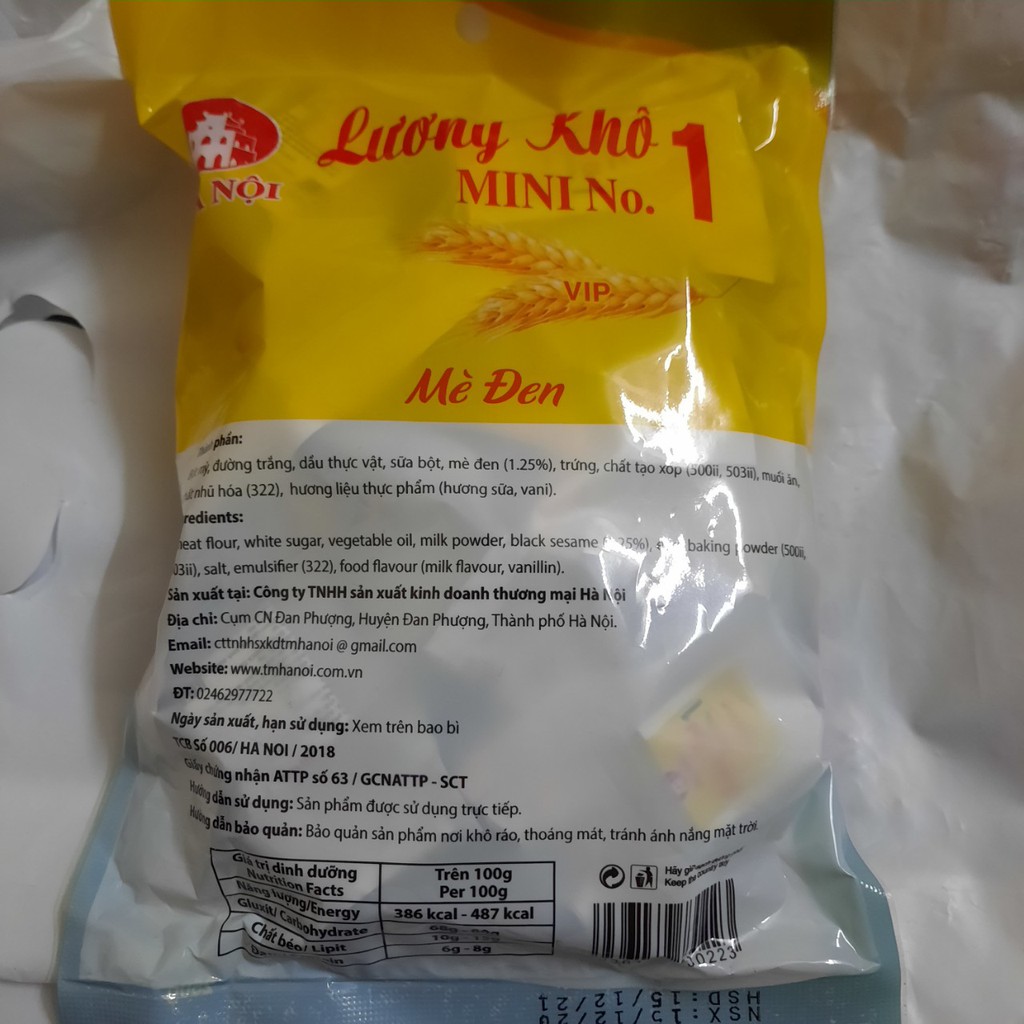 NỘI
Lương Khô
MINI No. 1
VIP
Mè Đen
phần:
mỳ, đường trắng, dầu thực vật, sữa bột, mè đen (1.25%), trứng, chất tạo xốp (500ii, 503ii), muối ăn,
nhũ hóa (322), hương liệu thực phẩm (hương sữa, vani).
redients:
heat flour, white sugar, vegetable oil, milk powder, black sesame baking powder (500ii,
03ii), salt, emulsifier (322), food flavour (milk flavour, vanillin).
Sản xuất tại: Công ty TNHH sản xuất kinh doanh thương mại Hà Nội
Địa chỉ: Cụm CN Đan Phượng, Huyện Đan Phượng, Thành phố Hà Nội.
Email: cttnhhsxkdtmhanoi @ gmail.com
Website: www.tmhanoi.com.vn
ĐT: 02462977722
Ngày sản xuất, hạn sử dụng: Xem trên bao bì
TCB Số 006/ HA NOI / 2018
Giấy chứng nhận ATTP số 63 / GCNATTP - SCT
Hướng dẫn sử dụng: Sản phẩm được sử dụng trực tiếp.
Hướng dẫn bảo quản: Bảo quản sản phẩm nơi khô ráo, thoáng mát, tránh ánh nắng mặt trời.
Giá trị dinh dưỡng Trên 100g
Nutrition Facts Per 100g
Năng lượng/Energy 386 kcal - 487 kcal
Gluxit/ Carbohydrate
Chất béo/ Lipit
6g - 8g
Hãy giữ
Keep the country
00223
NSX:15/12/20
HSD:15/12/21